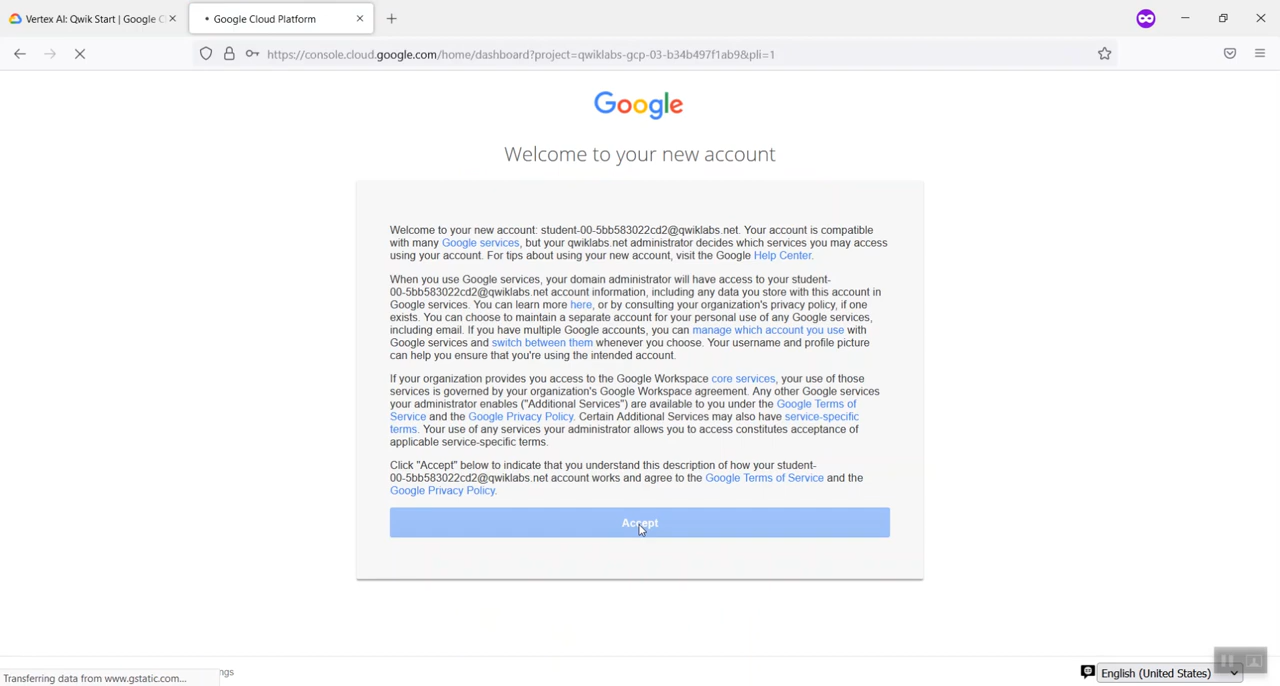 Vertex AI: Qwik Start | Google C
• Google Cloud Platform
https://console.cloud.google.com/home/dashboard?project=qwiklabs-gcp-03-b34b497f1ab9&pli=1
Google
Welcome to your new account
Welcome to your new account: student-00-5bb583022cd2@qwiklabs.net. Your account is compatible
with many Google services, but your qwiklabs.net administrator decides which services you may access
using your account. For tips about using your new account, visit the Google Help Center.
When you use Google services, your domain administrator will have access to your student-
00-5bb583022cd2@qwiklabs.net account information, including any data you store with this account in
Google services. You can learn more here, or by consulting your organization's privacy policy, if one
exists. You can choose to maintain a separate account for your personal use of any Google services,
including email. If you have multiple Google accounts, you can manage which account you use with
Google services and switch between them whenever you choose. Your username and profile picture
can help you ensure that you're using the intended account.
If your organization provides you access to the Google Workspace core services, your use of those
services is governed by your organization's Google Workspace agreement. Any other Google services
your administrator enables ("Additional Services") are available to you under the Google Terms of
Service and the Google Privacy Policy. Certain Additional Services may also have service-specific
terms. Your use of any services your administrator allows you to access constitutes acceptance of
applicable service-specific terms.
Click "Accept" below to indicate that you understand this description of how your student-
00-5bb583022cd2@qwiklabs.net account works and agree to the Google Terms of Service and the
Google Privacy Policy.
Accept
Transferring data from www.gstatic.com...
ngs
English (United States)